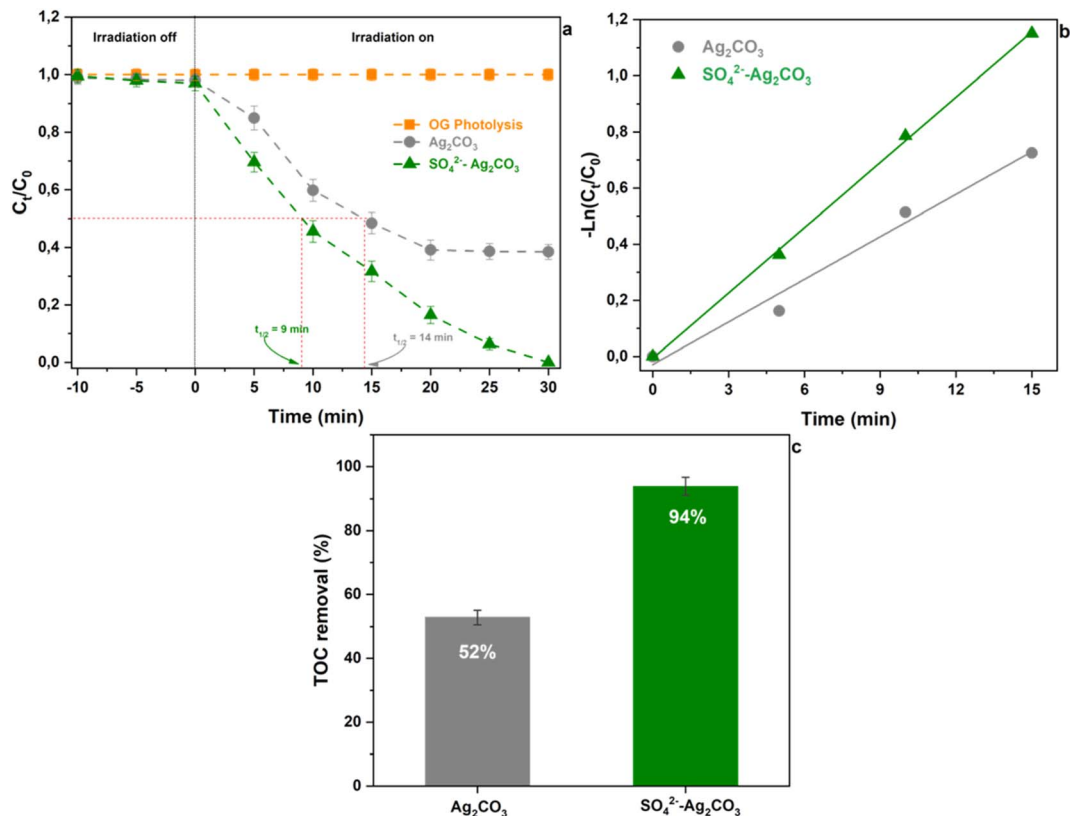 a
Irradiation off
Irradiation on
OG Photolysis
Ag₂CO₃
SO₄²⁻- Ag₂CO₃
t₁/₂ = 9 min
t₁/₂ = 14 min
1,2
1,0
0,8
0,6
0,4
0,2
0,0
Cₜ/C₀
-10 -5 0 5 10 15 20 25 30
Time (min)
b
Ag₂CO₃
SO₄²⁻-Ag₂CO₃
1,2
1,0
0,8
0,6
0,4
0,2
0,0
-Ln(Cₜ/C₀)
0 3 6 9 12 15
Time (min)
c
100
80
60
40
20
0
TOC removal (%)
52%
94%
Ag₂CO₃
SO₄²⁻-Ag₂CO₃